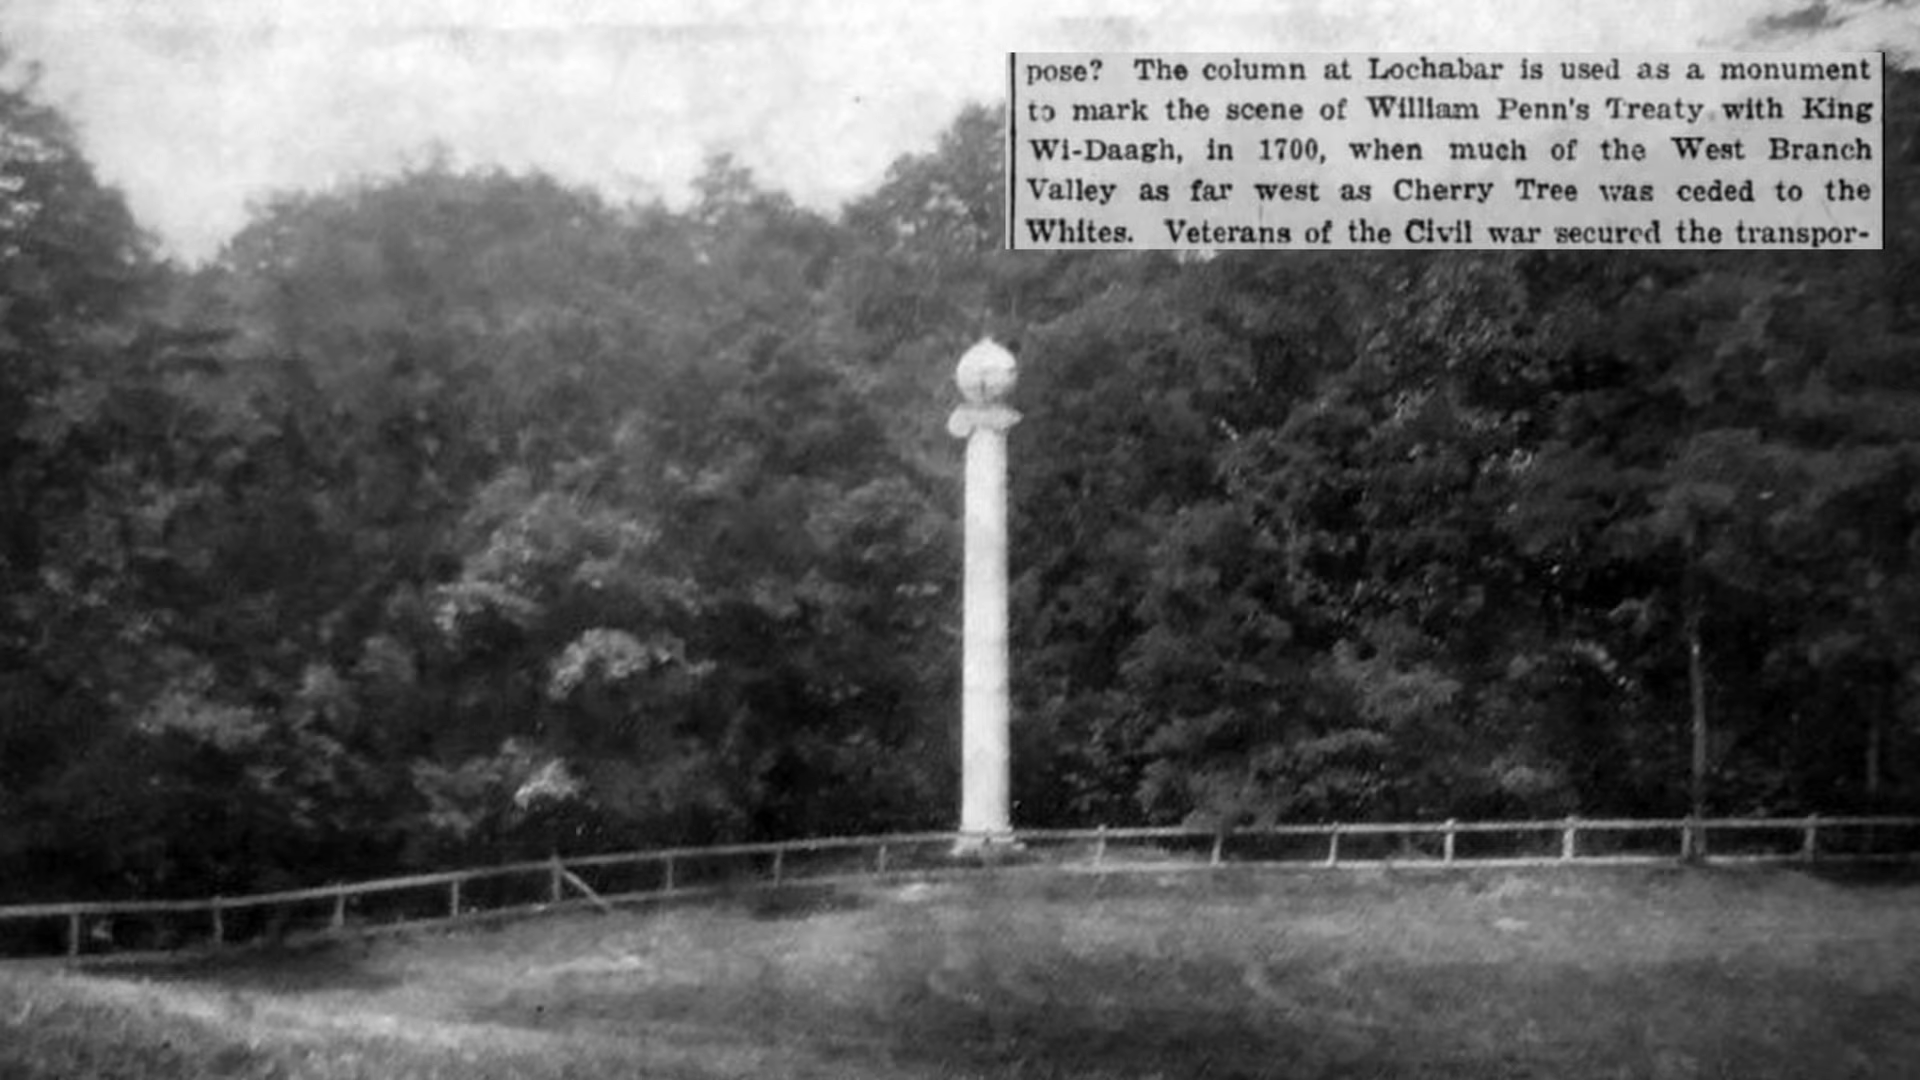 pose? The column at Lochabar is used as a monument
to mark the scene of William Penn's Treaty with King
Wi-Daagh, in 1700, when much of the West Branch
Valley as far west as Cherry Tree was ceded to the
Whites. Veterans of the Civil war secured the transpor-